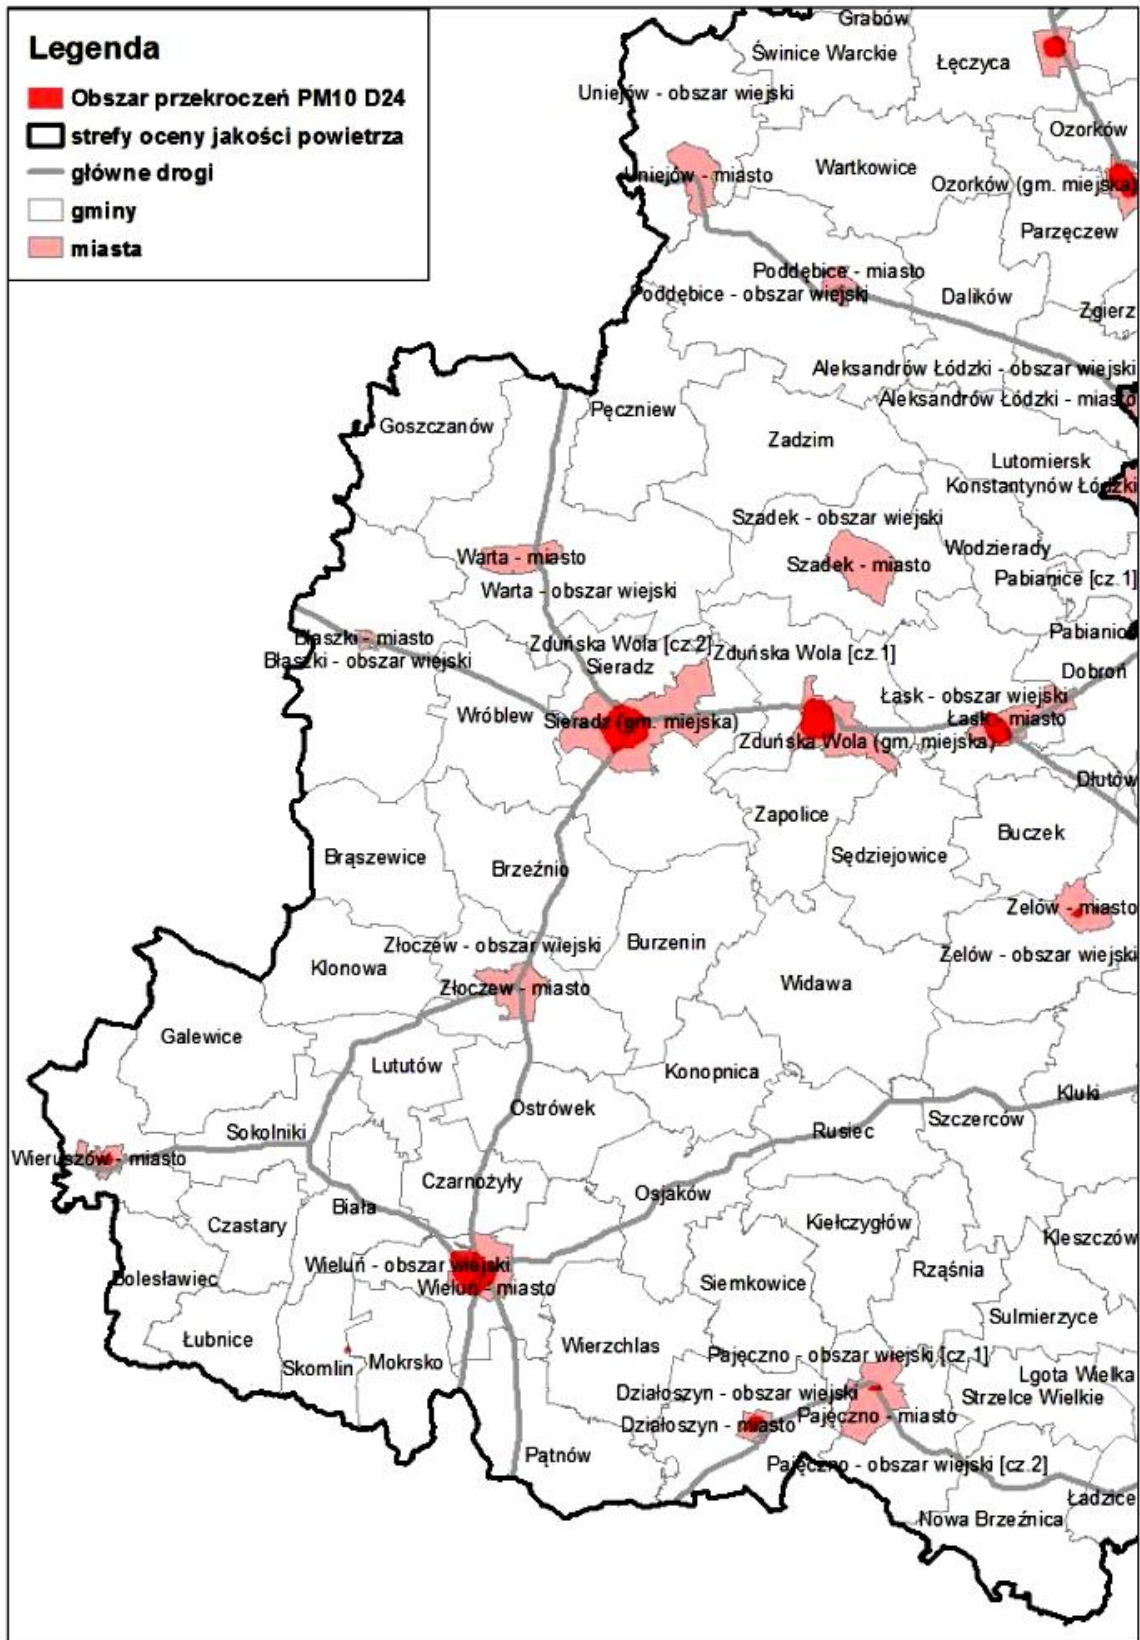 Legenda
Obszar przekroczeń PM10 D24
strefy oceny jakości powietrza
główne drogi
gminy
miasta
Grabów
Świnice Warckie
Łęczyca
Uniejów - obszar wiejski
Ozorków
Wartkowice
Uniejów - miasto
Ozorków (gm. miejska)
Parzęczew
Poddębice - miasto
Poddębice - obszar wiejski
Dalików
Zgierz
Aleksandrów Łódzki - obszar wiejski
Aleksandrów Łódzki - miasto
Pęczniew
Goszczanów
Zadzim
Lutomiersk
Konstantynów Łódzki
Szadek - obszar wiejski
Wodzierady
Warta - miasto
Szadek - miasto
Pabianice [cz.1]
Warta - obszar wiejski
Pabianic
Błaszki - miasto
Zduńska Wola [cz.2]
Zduńska Wola [cz.1]
Błaszki - obszar wiejski
Sieradz
Dobroń
Łask - obszar wiejski
Wróblew
Sieradz (gm. miejska)
Łask - miasto
Zduńska Wola (gm. miejska)
Dłutów
Zapolice
Buczek
Brąszewice
Sędziejowice
Brzeźnio
Zelów - miasto
Złoczew - obszar wiejski
Burzenin
Zelów - obszar wiejski
Klonowa
Widawa
Złoczew - miasto
Galewice
Lututów
Konopnica
Kluki
Ostrówek
Szczerców
Sokolniki
Rusiec
Wieruszów - miasto
Czarnożyły
Osjaków
Biała
Czastary
Kiełczygłów
Kleszczów
Wieluń - obszar wiejski
Rząśnia
Bolesławiec
Siemkowice
Wieluń - miasto
Sulmierzyce
Łubnice
Wierzchlas
Pajęczno - obszar wiejski [cz.1]
Skomlin
Mokrsko
Lgota Wielka
Działoszyn - obszar wiejski
Strzelce Wielkie
Pajęczno - miasto
Działoszyn - miasto
Pątnów
Pajęczno - obszar wiejski [cz.2]
Ładzice
Nowa Brzeźnica